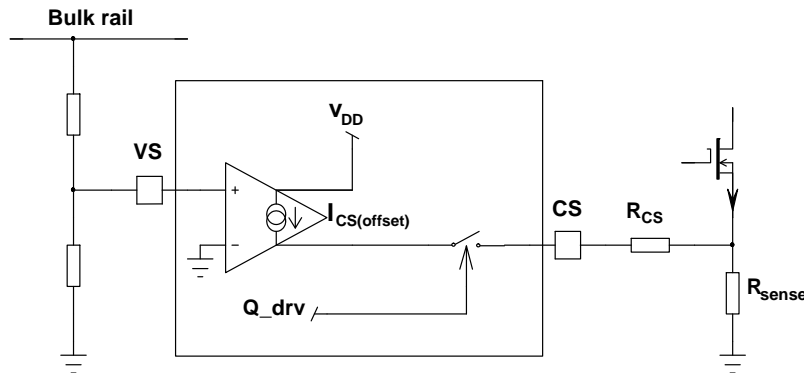 Bulk rail
VDD
VS
+
ICS(offset)
−
CS
RCS
Rsense
Q_drv